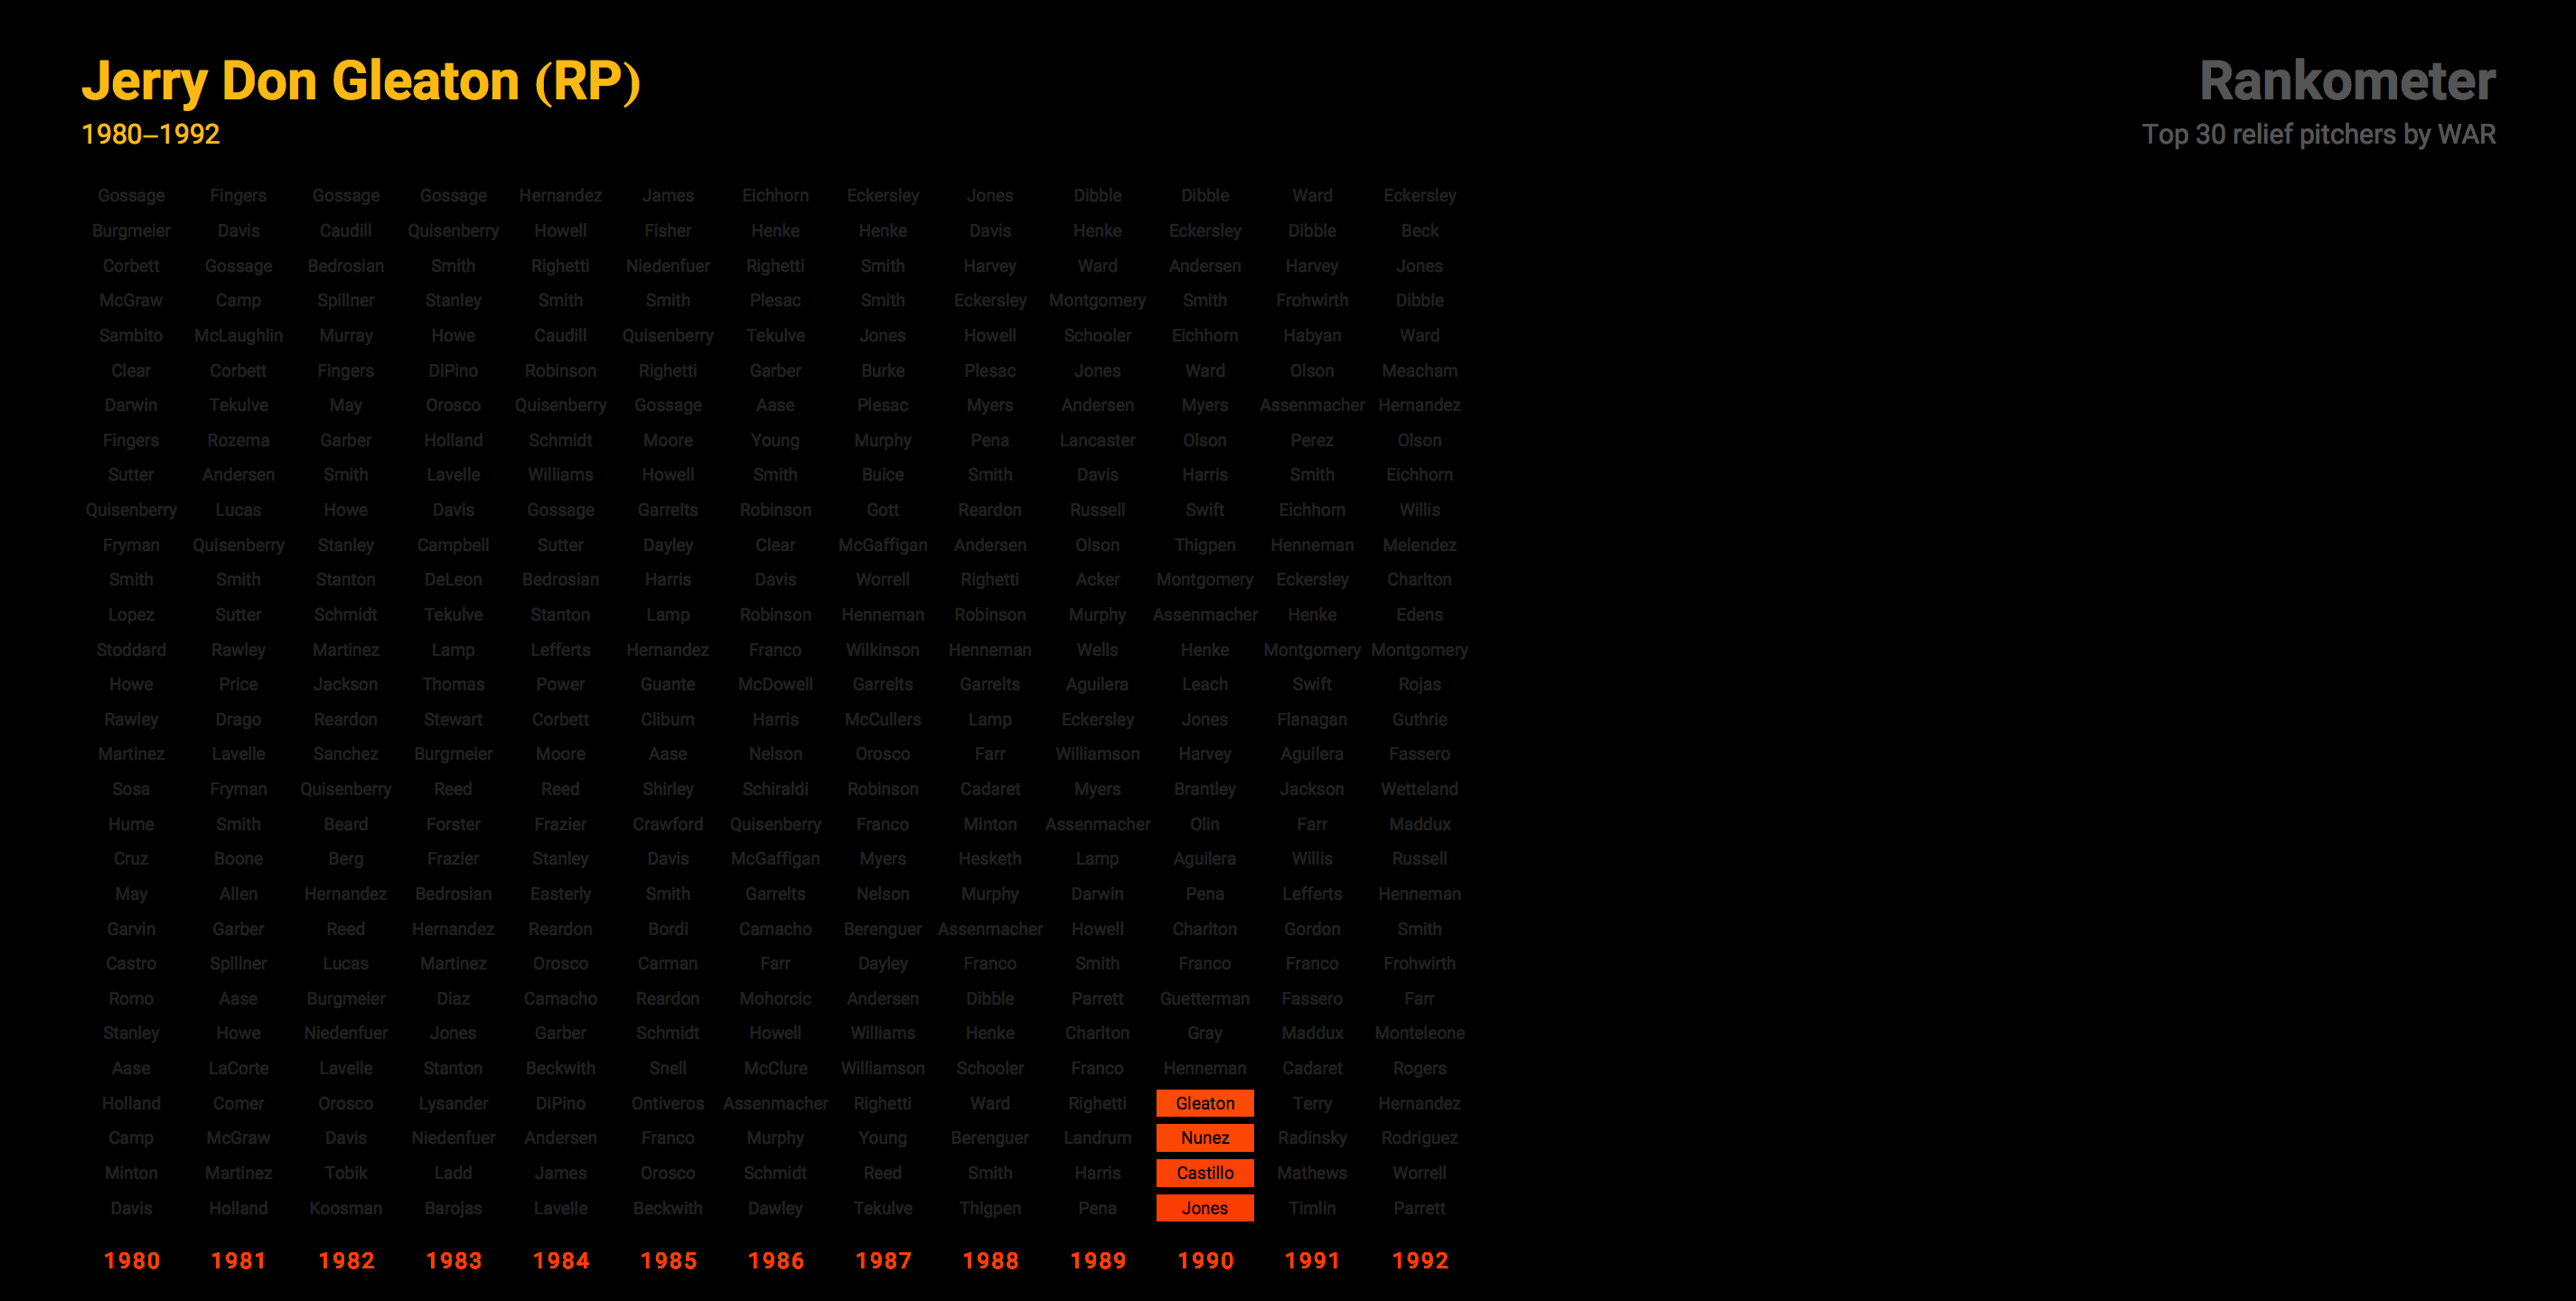 Jerry Don Gleaton (RP)
1980–1992
Rankometer
Top 30 relief pitchers by WAR
Gossage Fingers Gossage Gossage Hernandez James Eichhorn Eckersley Jones Dibble Dibble Ward Eckersley
Burgmeier Davis Caudill Quisenberry Howell Fisher Henke Henke Davis Henke Eckersley Dibble Beck
Corbett Gossage Bedrosian Smith Righetti Niedenfuer Righetti Smith Harvey Ward Andersen Harvey Jones
McGraw Camp Spillner Stanley Smith Smith Plesac Smith Eckersley Montgomery Smith Frohwirth Dibble
Sambito McLaughlin Murray Howe Caudill Quisenberry Tekulve Jones Howell Schooler Eichhorn Habyan Ward
Clear Corbett Fingers DiPino Robinson Righetti Garber Burke Plesac Jones Ward Olson Meacham
Darwin Tekulve May Orosco Quisenberry Gossage Aase Plesac Myers Andersen Myers Assenmacher Hernandez
Fingers Rozema Garber Holland Schmidt Moore Young Murphy Pena Lancaster Olson Perez Olson
Sutter Andersen Smith Lavelle Williams Howell Smith Buice Smith Davis Harris Smith Eichhorn
Quisenberry Lucas Howe Davis Gossage Garrelts Robinson Gott Reardon Russell Swift Eichhorn Willis
Fryman Quisenberry Stanley Campbell Sutter Dayley Clear McGaffigan Andersen Olson Thigpen Henneman Melendez
Smith Smith Stanton DeLeon Bedrosian Harris Davis Worrell Righetti Acker Montgomery Eckersley Charlton
Lopez Sutter Schmidt Tekulve Stanton Lamp Robinson Henneman Robinson Murphy Assenmacher Henke Edens
Stoddard Rawley Martinez Lamp Lefferts Hernandez Franco Wilkinson Henneman Wells Henke Montgomery Montgomery
Howe Price Jackson Thomas Power Guante McDowell Garrelts Garrelts Aguilera Leach Swift Rojas
Rawley Drago Reardon Stewart Corbett Cliburn Harris McCullers Lamp Eckersley Jones Flanagan Guthrie
Martinez Lavelle Sanchez Burgmeier Moore Aase Nelson Orosco Farr Williamson Harvey Aguilera Fassero
Sosa Fryman Quisenberry Reed Reed Shirley Schiraldi Robinson Cadaret Myers Brantley Jackson Wetteland
Hume Smith Beard Forster Frazier Crawford Quisenberry Franco Minton Assenmacher Olin Farr Maddux
Cruz Boone Berg Frazier Stanley Davis McGaffigan Myers Hesketh Lamp Aguilera Willis Russell
May Allen Hernandez Bedrosian Easterly Smith Garrelts Nelson Murphy Darwin Pena Lefferts Henneman
Garvin Garber Reed Hernandez Reardon Bordi Camacho Berenguer Assenmacher Howell Charlton Gordon Smith
Castro Spillner Lucas Martinez Orosco Carman Farr Dayley Franco Smith Franco Franco Frohwirth
Romo Aase Burgmeier Diaz Camacho Reardon Mohorcic Andersen Dibble Parrett Guetterman Fassero Farr
Stanley Howe Niedenfuer Jones Garber Schmidt Howell Williams Henke Charlton Gray Maddux Monteleone
Aase LaCorte Lavelle Stanton Beckwith Snell McClure Williamson Schooler Franco Henneman Cadaret Rogers
Holland Comer Orosco Lysander DiPino Ontiveros Assenmacher Righetti Ward Righetti Gleaton Terry Hernandez
Camp McGraw Davis Niedenfuer Andersen Franco Murphy Young Berenguer Landrum Nunez Radinsky Rodriguez
Minton Martinez Tobik Ladd James Orosco Schmidt Reed Smith Harris Castillo Mathews Worrell
Davis Holland Koosman Barojas Lavelle Beckwith Dawley Tekulve Thigpen Pena Jones Timlin Parrett
1980 1981 1982 1983 1984 1985 1986 1987 1988 1989 1990 1991 1992